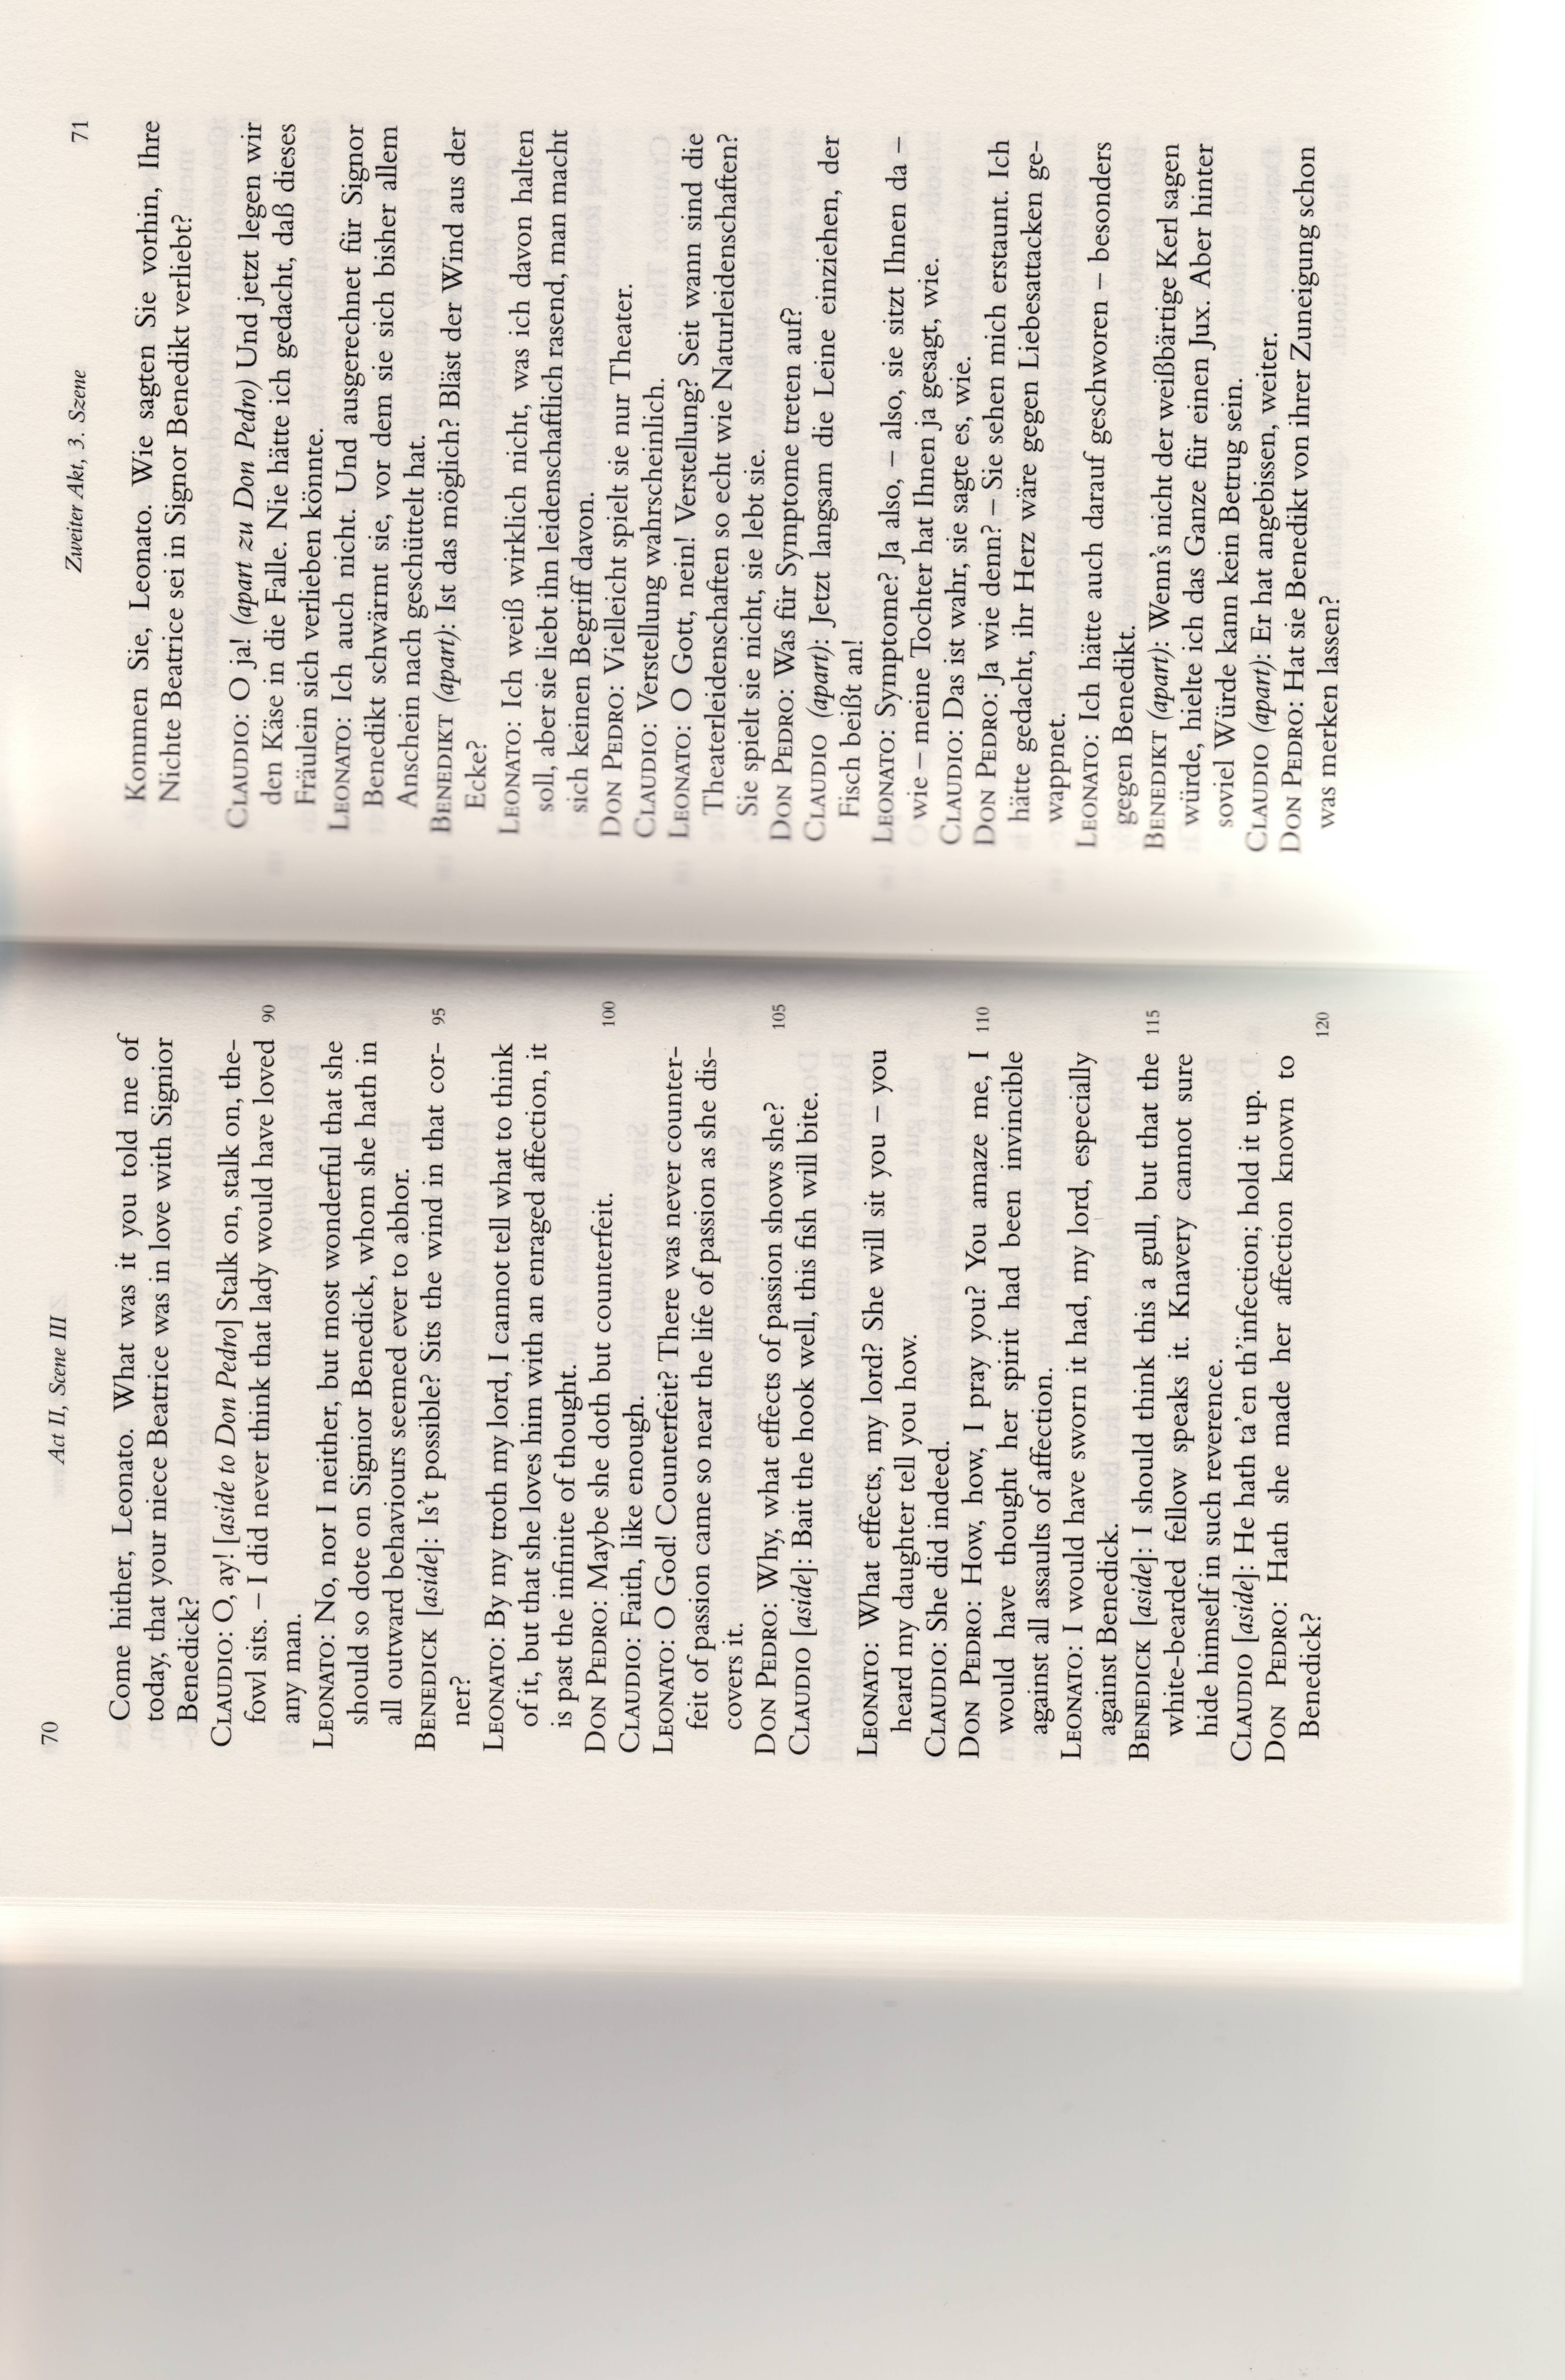 70
Act II, Scene III
Come hither, Leonato. What was it you told me of
today, that your niece Beatrice was in love with Signior
Benedick?
CLAUDIO: O, ay! [aside to Don Pedro] Stalk on, stalk on, the-
fowl sits. – I did never think that lady would have loved 90
any man.
LEONATO: No, nor I neither, but most wonderful that she
should so dote on Signior Benedick, whom she hath in
all outward behaviours seemed ever to abhor.
BENEDICK [aside]: Is't possible? Sits the wind in that cor- 95
ner?
LEONATO: By my troth my lord, I cannot tell what to think
of it, but that she loves him with an enraged affection, it
is past the infinite of thought.
DON PEDRO: Maybe she doth but counterfeit. 100
CLAUDIO: Faith, like enough.
LEONATO: O God! Counterfeit? There was never counter-
feit of passion came so near the life of passion as she dis-
covers it.
DON PEDRO: Why, what effects of passion shows she? 105
CLAUDIO [aside]: Bait the hook well, this fish will bite.
LEONATO: What effects, my lord? She will sit you – you
heard my daughter tell you how.
CLAUDIO: She did indeed.
DON PEDRO: How, how, I pray you? You amaze me, I 110
would have thought her spirit had been invincible
against all assaults of affection.
LEONATO: I would have sworn it had, my lord, especially
against Benedick.
BENEDICK [aside]: I should think this a gull, but that the 115
white-bearded fellow speaks it. Knavery cannot sure
hide himself in such reverence.
CLAUDIO [aside]: He hath ta'en th'infection; hold it up.
DON PEDRO: Hath she made her affection known to
Benedick? 120
Zweiter Akt, 3. Szene
71
Kommen Sie, Leonato. Wie sagten Sie vorhin, Ihre
Nichte Beatrice sei in Signor Benedikt verliebt?
CLAUDIO: O ja! (apart zu Don Pedro) Und jetzt legen wir
den Käse in die Falle. Nie hätte ich gedacht, daß dieses
Fräulein sich verlieben könnte.
LEONATO: Ich auch nicht. Und ausgerechnet für Signor
Benedikt schwärmt sie, vor dem sie sich bisher allem
Anschein nach geschüttelt hat.
BENEDIKT (apart): Ist das möglich? Bläst der Wind aus der
Ecke?
LEONATO: Ich weiß wirklich nicht, was ich davon halten
soll, aber sie liebt ihn leidenschaftlich rasend, man macht
sich keinen Begriff davon.
DON PEDRO: Vielleicht spielt sie nur Theater.
CLAUDIO: Verstellung wahrscheinlich.
LEONATO: O Gott, nein! Verstellung? Seit wann sind die
Theaterleidenschaften so echt wie Naturleidenschaften?
Sie spielt sie nicht, sie lebt sie.
DON PEDRO: Was für Symptome treten auf?
CLAUDIO (apart): Jetzt langsam die Leine einziehen, der
Fisch beißt an!
LEONATO: Symptome? Ja also, – also, sie sitzt Ihnen da –
wie – meine Tochter hat Ihnen ja gesagt, wie.
CLAUDIO: Das ist wahr, sie sagte es, wie.
DON PEDRO: Ja wie denn? – Sie sehen mich erstaunt. Ich
hätte gedacht, ihr Herz wäre gegen Liebesattacken ge-
wappnet.
LEONATO: Ich hätte auch darauf geschworen – besonders
gegen Benedikt.
BENEDIKT (apart): Wenn's nicht der weißbärtige Kerl sagen
würde, hielte ich das Ganze für einen Jux. Aber hinter
soviel Würde kann kein Betrug sein.
CLAUDIO (apart): Er hat angebissen, weiter.
DON PEDRO: Hat sie Benedikt von ihrer Zuneigung schon
was merken lassen?